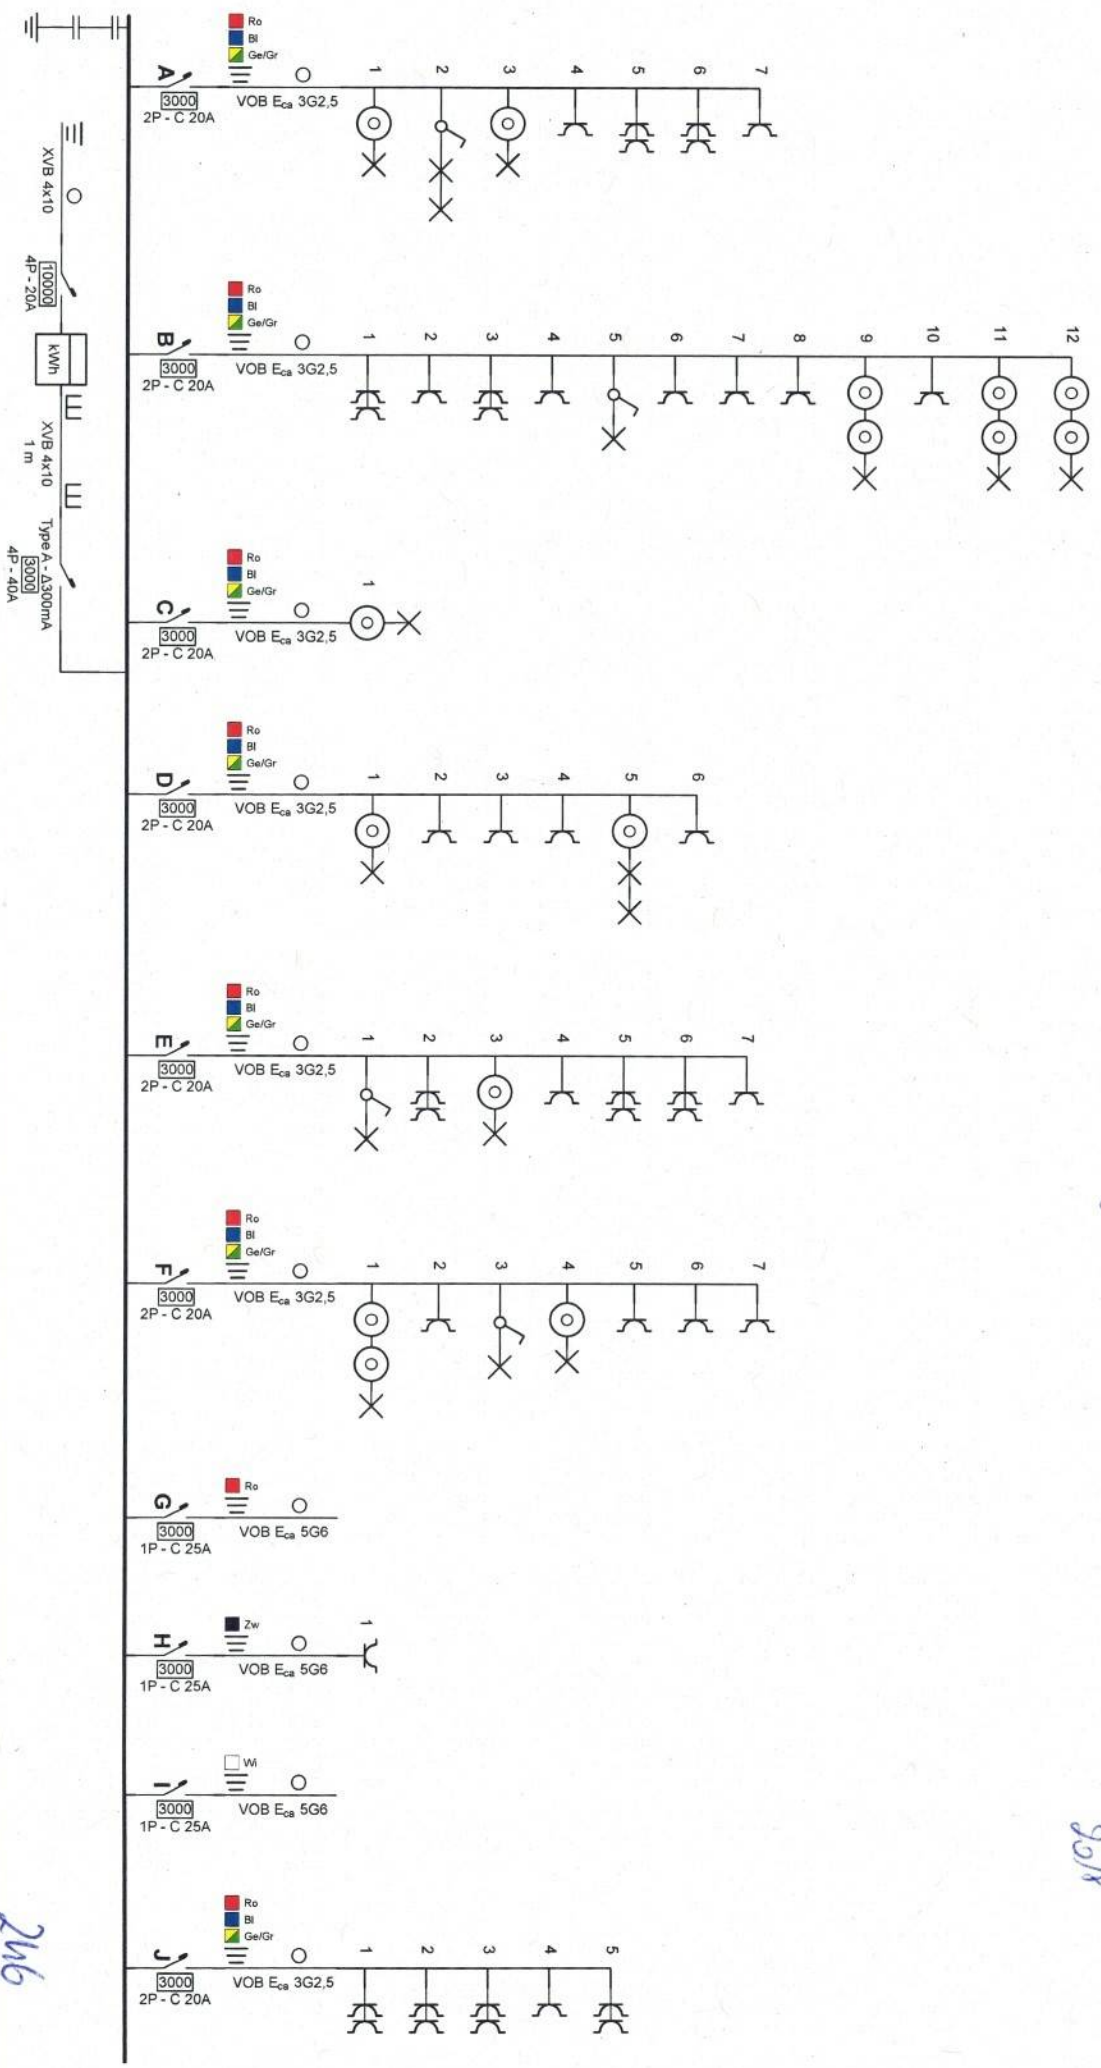 Ro
Bl
Ge/Gr
A
3000
2P - C 20A
VOB Eca 3G2,5
1 2 3 4 5 6 7
XVB 4x10
10000
4P - 20A
kWh
XVB 4x10
1 m
Type A - Δ300mA
3000
4P - 40A
Ro
Bl
Ge/Gr
B
3000
2P - C 20A
VOB Eca 3G2,5
1 2 3 4 5 6 7 8 9 10 11 12
Ro
Bl
Ge/Gr
C
3000
2P - C 20A
VOB Eca 3G2,5
1
Ro
Bl
Ge/Gr
D
3000
2P - C 20A
VOB Eca 3G2,5
1 2 3 4 5 6
Ro
Bl
Ge/Gr
E
3000
2P - C 20A
VOB Eca 3G2,5
1 2 3 4 5 6 7
Ro
Bl
Ge/Gr
F
3000
2P - C 20A
VOB Eca 3G2,5
1 2 3 4 5 6 7
Ro
G
3000
1P - C 25A
VOB Eca 5G6
Zw
H
3000
1P - C 25A
VOB Eca 5G6
1
Wi
I
3000
1P - C 25A
VOB Eca 5G6
Ro
Bl
Ge/Gr
J
3000
2P - C 20A
VOB Eca 3G2,5
1 2 3 4 5